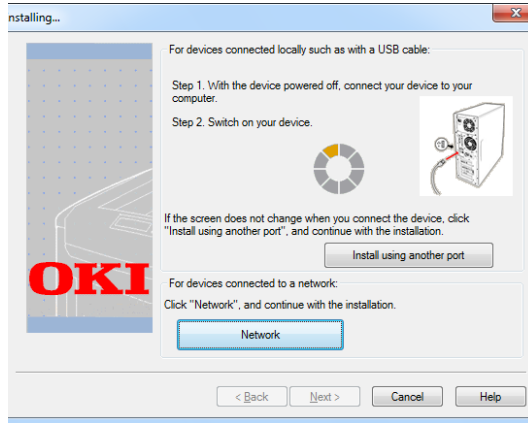 nstalling...
For devices connected locally such as with a USB cable:
Step 1. With the device powered off, connect your device to your
computer.
Step 2. Switch on your device.
If the screen does not change when you connect the device, click
"Install using another port", and continue with the installation.
Install using another port
OKI
For devices connected to a network:
Click "Network", and continue with the installation.
Network
< Back
Next >
Cancel
Help